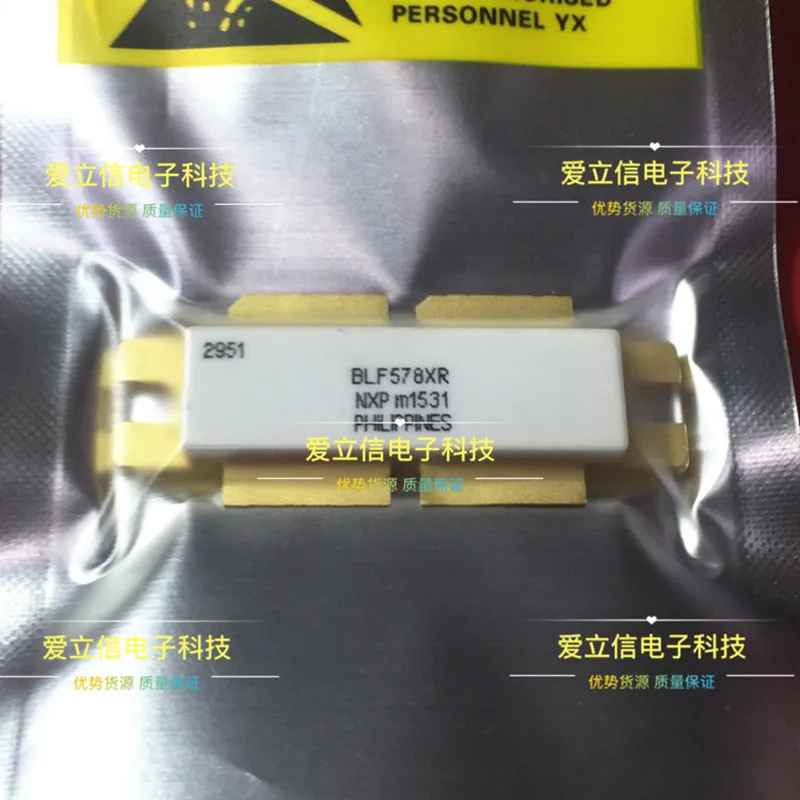 PERSONNEL YX
爱立信电子科技
优势货源 质量保证
爱立信电子科技
优势货源 质量保证
2951
BLF578XR
NXP m1531
PHILIPPINES
爱立信电子科技
优势货源 质量保证
爱立信电子科技
优势货源 质量保证
爱立信电子科技
优势货源 质量保证